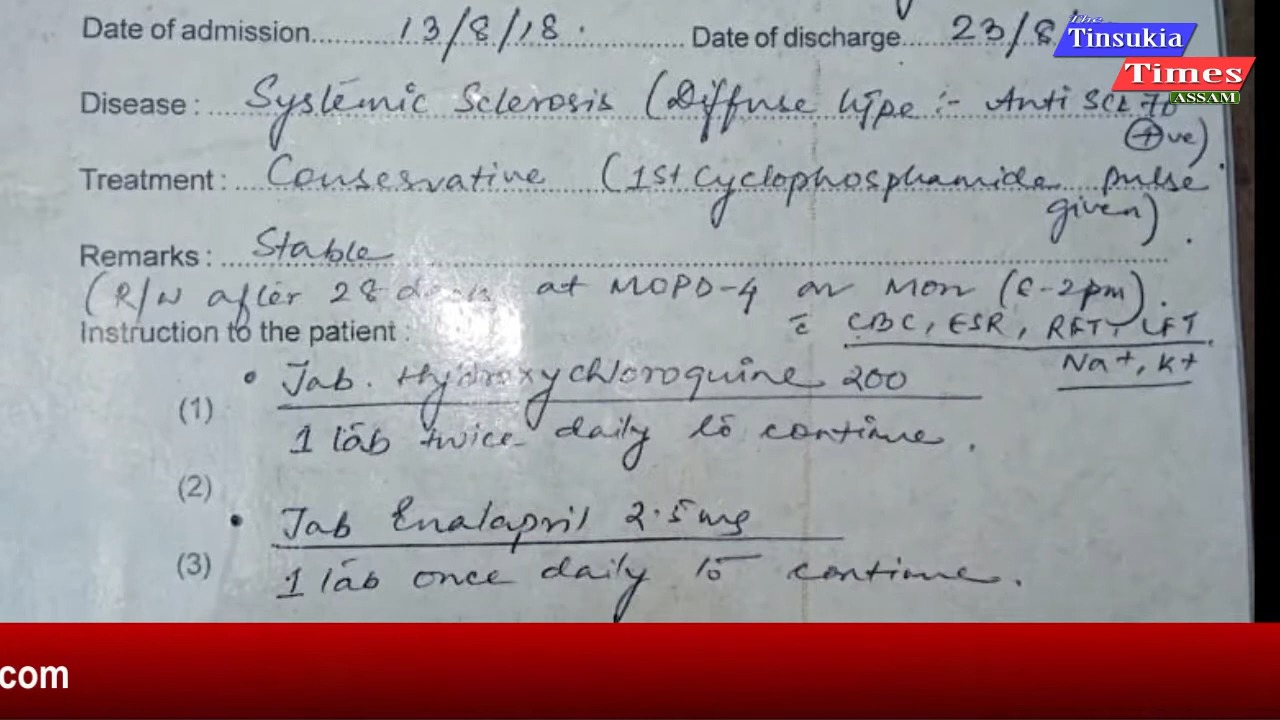 Date of admission.......13/8/18. Date of discharge....23/8/
The
Tinsukia
Times
ASSAM
Disease : Systemic Sclerosis (Diffuse type :- Anti SCL 70
+ve)
Treatment : Conservative (1st Cyclophosphamide pulse
given).
Remarks : Stable
(R/W after 28 days at MOPD-4 on Mon (8-2pm).
Instruction to the patient :
c̄ CBC, ESR, RFT, LFT
Na+, K+
• Tab. Hydroxychloroquine 200
(1)
1 tab twice daily to continue.
(2)
• Tab Enalapril 2.5mg
(3)
1 tab once daily to continue.
com